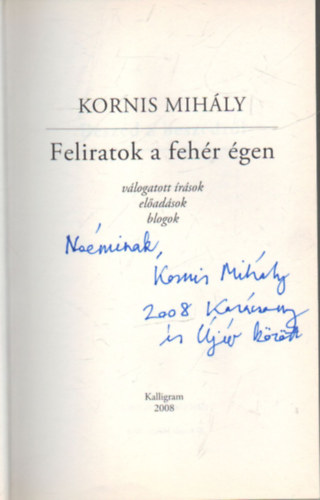 KORNIS MIHÁLY
Feliratok a fehér égen
válogatott írások
előadások
blogok
Noéminak,
Kornis Mihály
2008 Karácsony
és Újév között
Kalligram
2008